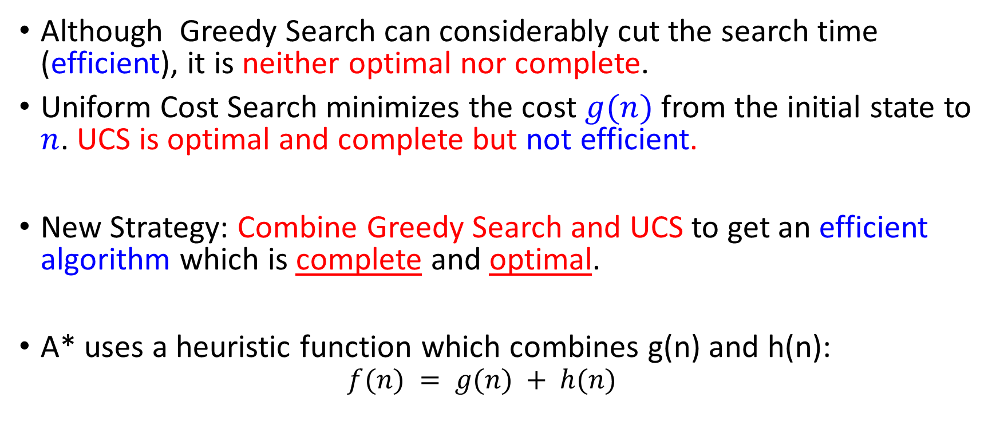 • Although  Greedy Search can considerably cut the search time
(efficient), it is neither optimal nor complete.
• Uniform Cost Search minimizes the cost g(n) from the initial state to
n. UCS is optimal and complete but not efficient.
• New Strategy: Combine Greedy Search and UCS to get an efficient
algorithm which is complete and optimal.
• A* uses a heuristic function which combines g(n) and h(n):
f(n) = g(n) + h(n)